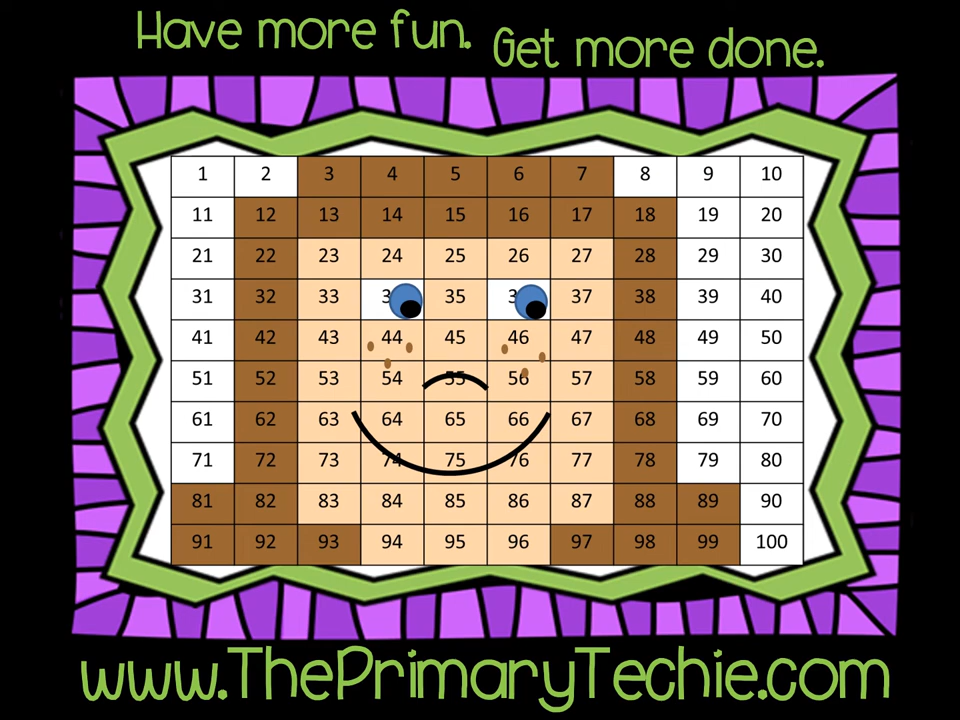 Have more fun. Get more done.
1 2 3 4 5 6 7 8 9 10
11 12 13 14 15 16 17 18 19 20
21 22 23 24 25 26 27 28 29 30
31 32 33 35 37 38 39 40
41 42 43 44 45 46 47 48 49 50
51 52 53 54 55 56 57 58 59 60
61 62 63 64 65 66 67 68 69 70
71 72 73 74 75 76 77 78 79 80
81 82 83 84 85 86 87 88 89 90
91 92 93 94 95 96 97 98 99 100
www.ThePrimaryTechie.com